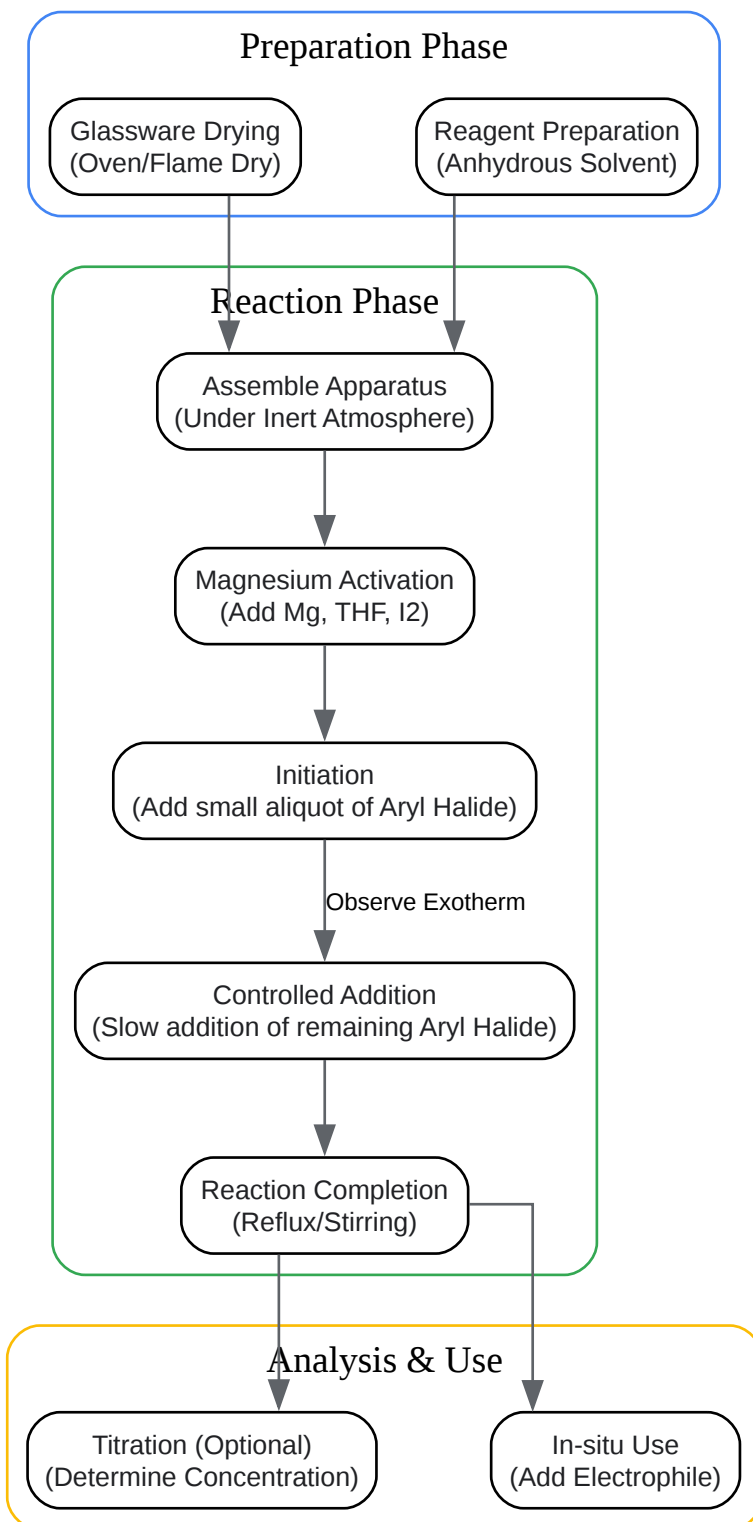 Preparation Phase
Glassware Drying
(Oven/Flame Dry)
Reagent Preparation
(Anhydrous Solvent)
Reaction Phase
Assemble Apparatus
(Under Inert Atmosphere)
Magnesium Activation
(Add Mg, THF, I2)
Initiation
(Add small aliquot of Aryl Halide)
Observe Exotherm
Controlled Addition
(Slow addition of remaining Aryl Halide)
Reaction Completion
(Reflux/Stirring)
Analysis & Use
Titration (Optional)
(Determine Concentration)
In-situ Use
(Add Electrophile)